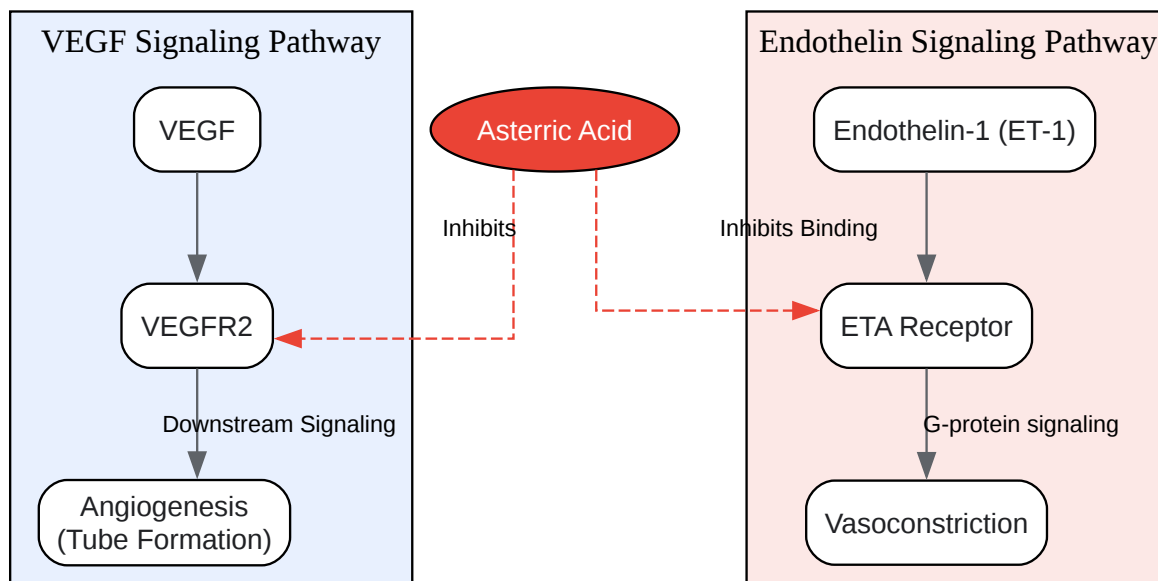 VEGF Signaling Pathway
Endothelin Signaling Pathway
VEGF
Asterric Acid
Endothelin-1 (ET-1)
Inhibits
Inhibits Binding
VEGFR2
ETA Receptor
Downstream Signaling
G-protein signaling
Angiogenesis
(Tube Formation)
Vasoconstriction